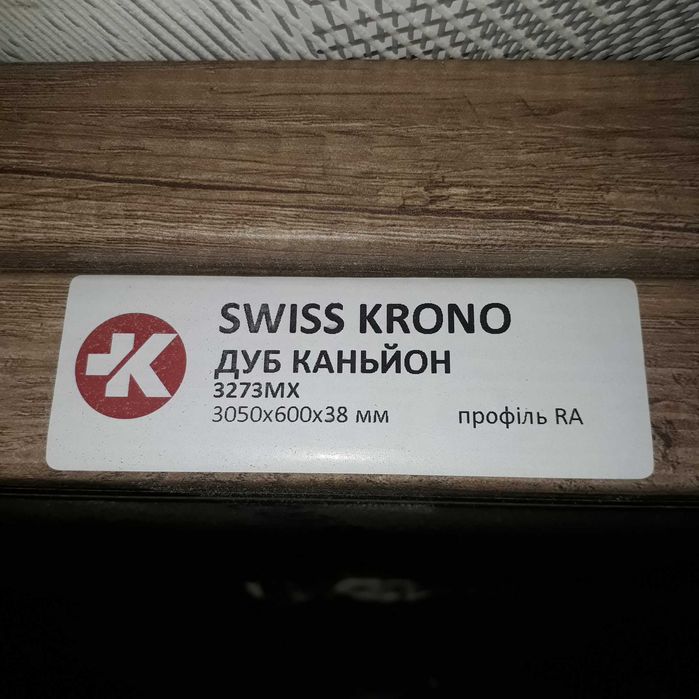 SWISS KRONO
ДУБ КАНЬЙОН
3273MX
3050x600x38 мм профіль RA